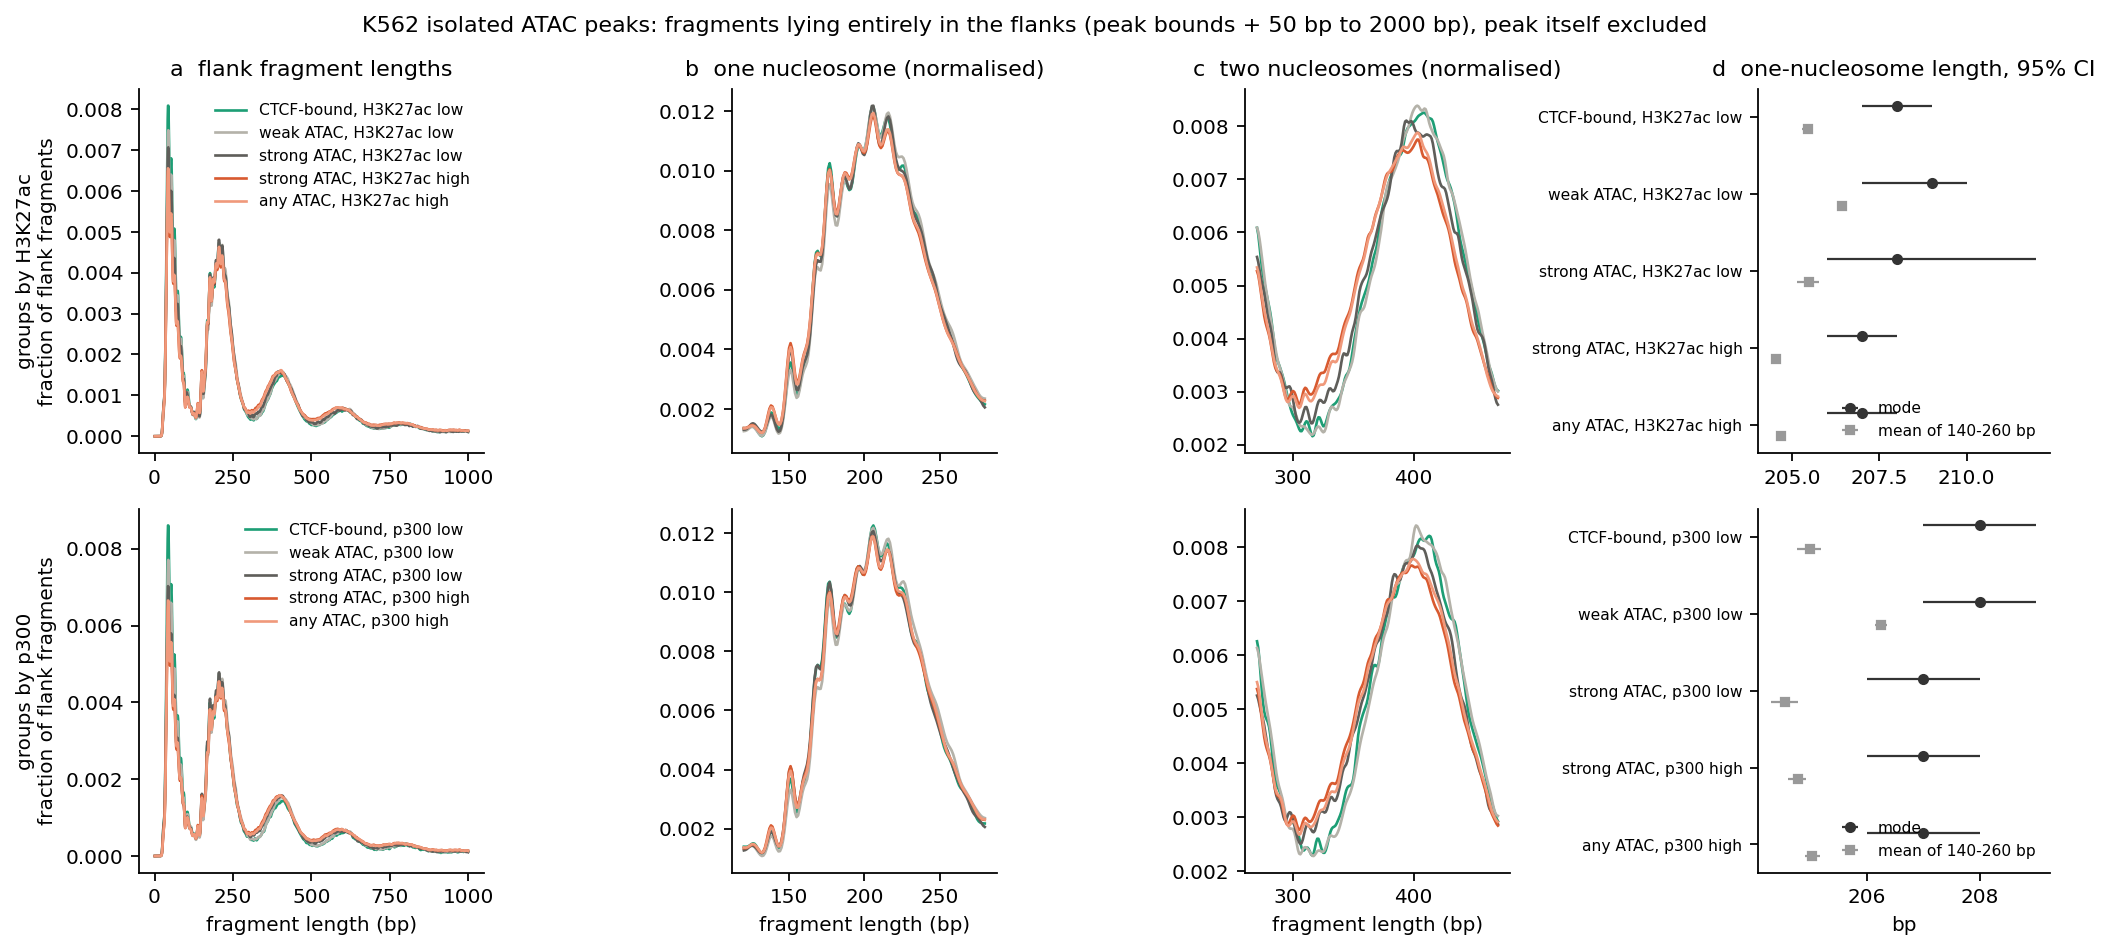 K562 isolated ATAC peaks: fragments lying entirely in the flanks (peak bounds + 50 bp to 2000 bp), peak itself excluded
a  flank fragment lengths
b  one nucleosome (normalised)
c  two nucleosomes (normalised)
d  one-nucleosome length, 95% CI
groups by H3K27ac
fraction of flank fragments
0.008
0.007
0.006
0.005
0.004
0.003
0.002
0.001
0.000
CTCF-bound, H3K27ac low
weak ATAC, H3K27ac low
strong ATAC, H3K27ac low
strong ATAC, H3K27ac high
any ATAC, H3K27ac high
0 250 500 750 1000
0.012
0.010
0.008
0.006
0.004
0.002
150 200 250
0.008
0.007
0.006
0.005
0.004
0.003
0.002
300 400
CTCF-bound, H3K27ac low
weak ATAC, H3K27ac low
strong ATAC, H3K27ac low
strong ATAC, H3K27ac high
any ATAC, H3K27ac high
mode
mean of 140-260 bp
205.0 207.5 210.0
groups by p300
fraction of flank fragments
0.008
0.006
0.004
0.002
0.000
CTCF-bound, p300 low
weak ATAC, p300 low
strong ATAC, p300 low
strong ATAC, p300 high
any ATAC, p300 high
0 250 500 750 1000
fragment length (bp)
0.012
0.010
0.008
0.006
0.004
0.002
150 200 250
fragment length (bp)
0.008
0.007
0.006
0.005
0.004
0.003
0.002
300 400
fragment length (bp)
CTCF-bound, p300 low
weak ATAC, p300 low
strong ATAC, p300 low
strong ATAC, p300 high
any ATAC, p300 high
mode
mean of 140-260 bp
206 208
bp